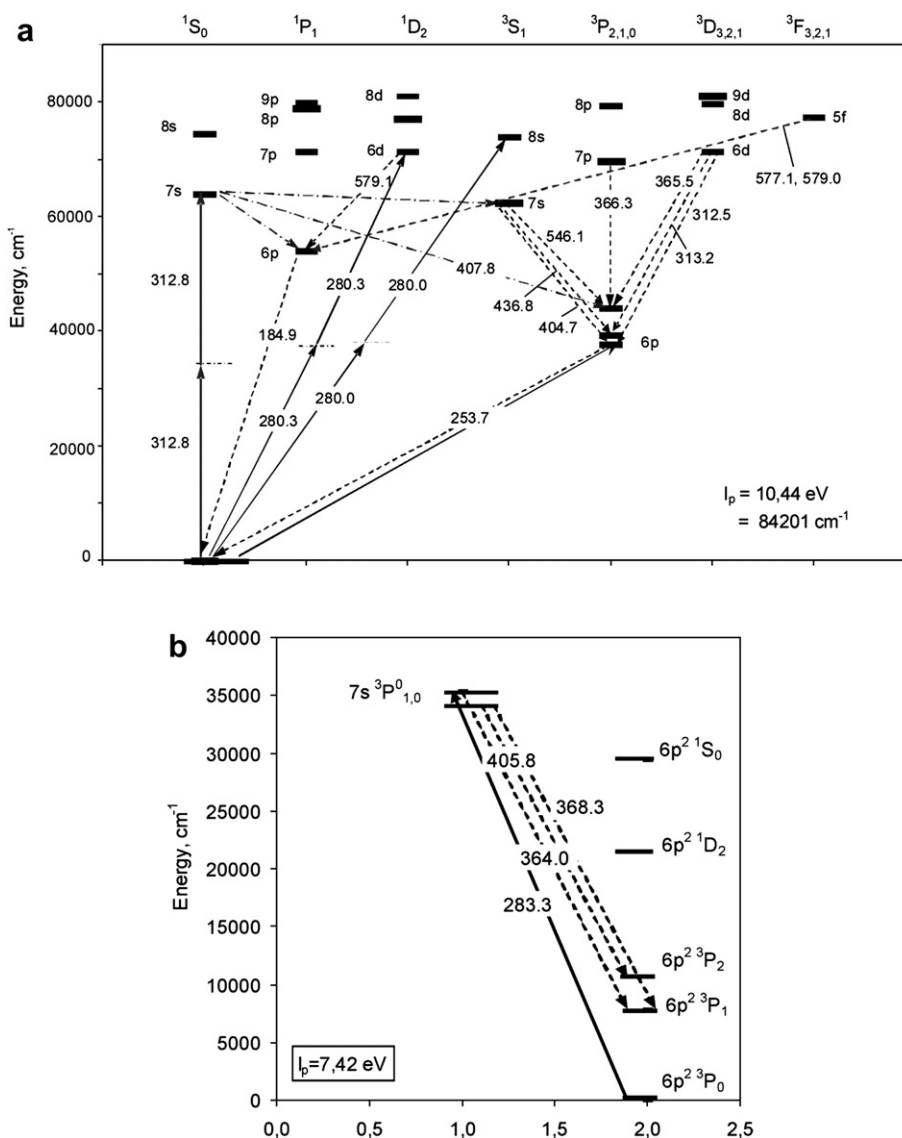 a
¹S₀ ¹P₁ ¹D₂ ³S₁ ³P₂,₁,₀ ³D₃,₂,₁ ³F₃,₂,₁
Energy, cm⁻¹
80000
60000
40000
20000
0
8s
7s
9p
8p
7p
6p
8d
6d
8s
7s
8p
7p
6p
9d
8d
6d
5f
579.1
577.1, 579.0
365.5
366.3
312.5
546.1
313.2
312.8
280.3
280.0
407.8
436.8
404.7
184.9
280.0
280.3
253.7
312.8
Iₚ = 10,44 eV
= 84201 cm⁻¹
b
Energy, cm⁻¹
40000
35000
30000
25000
20000
15000
10000
5000
0
7s ³P⁰₁,₀
6p² ¹S₀
405.8
368.3
6p² ¹D₂
364.0
283.3
6p² ³P₂
6p² ³P₁
6p² ³P₀
Iₚ=7,42 eV
0,0 0,5 1,0 1,5 2,0 2,5